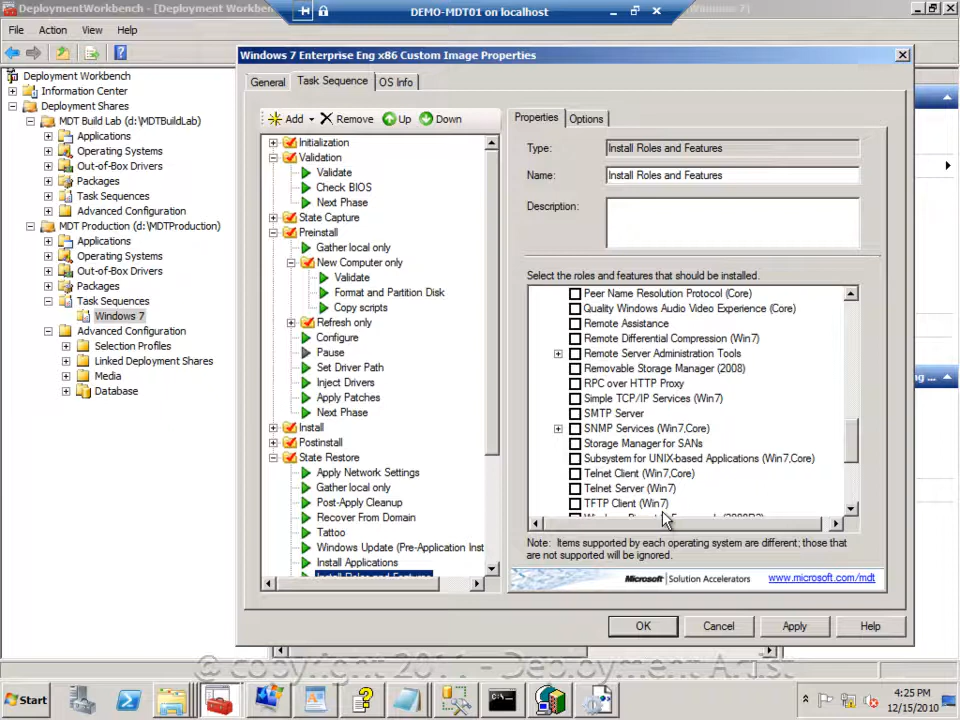 DeploymentWorkbench - [Deployment Workben
DEMO-MDT01 on localhost
File Action View Help
Windows 7 Enterprise Eng x86 Custom Image Properties
Deployment Workbench
Information Center
Deployment Shares
MDT Build Lab (d:\MDTBuildLab)
Applications
Operating Systems
Out-of-Box Drivers
Packages
Task Sequences
Advanced Configuration
MDT Production (d:\MDTProduction)
Applications
Operating Systems
Out-of-Box Drivers
Packages
Task Sequences
Windows 7
Advanced Configuration
Selection Profiles
Linked Deployment Shares
Media
Database
General Task Sequence OS Info
Add Remove Up Down
Initialization
Validation
Validate
Check BIOS
Next Phase
State Capture
Preinstall
Gather local only
New Computer only
Validate
Format and Partition Disk
Copy scripts
Refresh only
Configure
Pause
Set Driver Path
Inject Drivers
Apply Patches
Next Phase
Install
Postinstall
State Restore
Apply Network Settings
Gather local only
Post-Apply Cleanup
Recover From Domain
Tattoo
Windows Update (Pre-Application Inst
Install Applications
Install Roles and Features
Properties Options
Type: Install Roles and Features
Name: Install Roles and Features
Description:
Select the roles and features that should be installed.
Peer Name Resolution Protocol (Core)
Quality Windows Audio Video Experience (Core)
Remote Assistance
Remote Differential Compression (Win7)
Remote Server Administration Tools
Removable Storage Manager (2008)
RPC over HTTP Proxy
Simple TCP/IP Services (Win7)
SMTP Server
SNMP Services (Win7,Core)
Storage Manager for SANs
Subsystem for UNIX-based Applications (Win7,Core)
Telnet Client (Win7,Core)
Telnet Server (Win7)
TFTP Client (Win7)
Note: Items supported by each operating system are different; those that
are not supported will be ignored.
Microsoft Solution Accelerators www.microsoft.com/mdt
OK Cancel Apply Help
ng ...
© copyright 2011 - Deployment Artist
Start
4:25 PM
12/15/2010